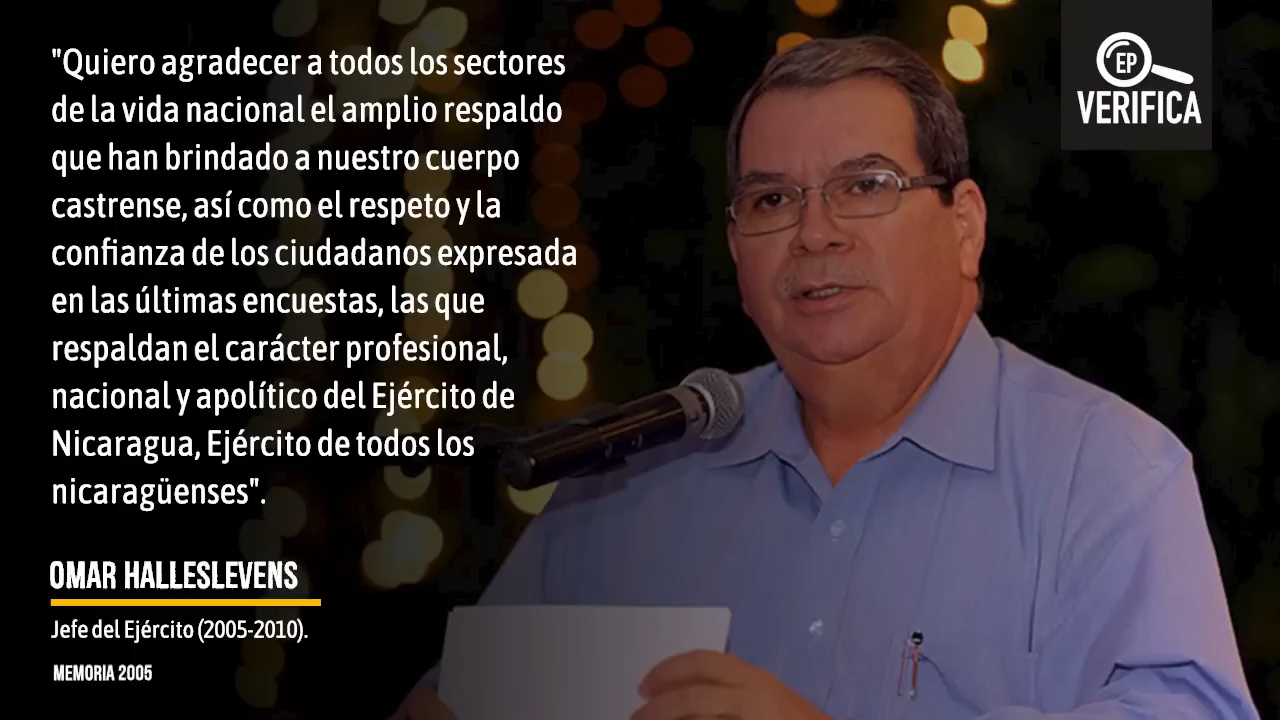 "Quiero agradecer a todos los sectores
de la vida nacional el amplio respaldo
que han brindado a nuestro cuerpo
castrense, así como el respeto y la
confianza de los ciudadanos expresada
en las últimas encuestas, las que
respaldan el carácter profesional,
nacional y apolítico del Ejército de
Nicaragua, Ejército de todos los
nicaragüenses".
OMAR HALLESLEVENS
Jefe del Ejército (2005-2010).
MEMORIA 2005
EP
VERIFICA